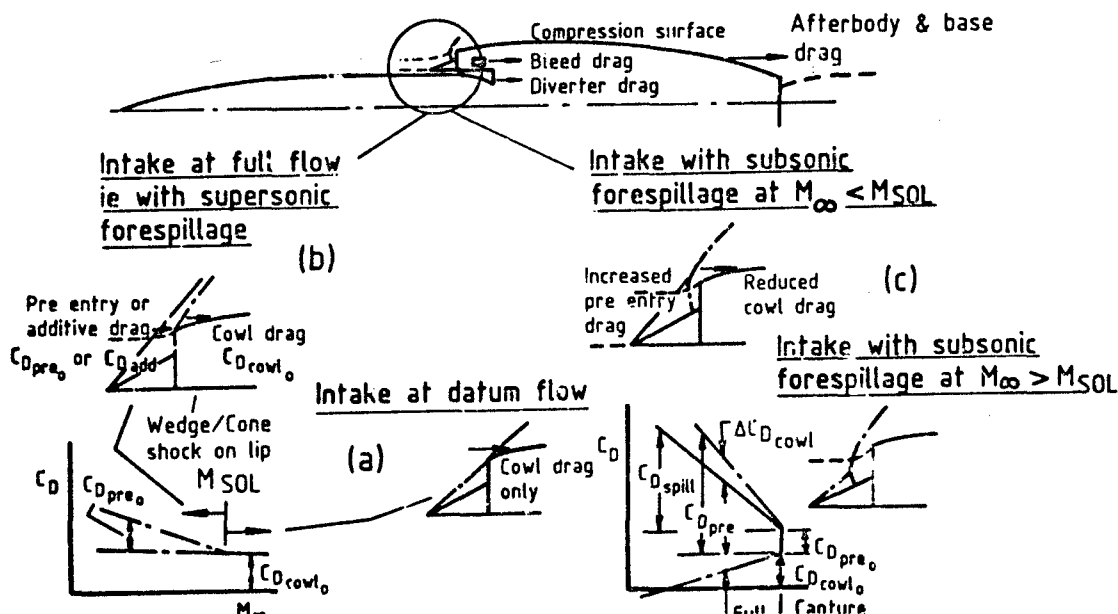 Compression surface
Afterbody & base
drag
Bleed drag
Diverter drag
Intake at full flow
ie with supersonic
forespillage
(b)
Intake with subsonic
forespillage at M∞ < MSOL
(c)
Pre entry or
additive drag
CDpre₀ or CDadd
Cowl drag
CDcowl₀
Increased
pre entry
drag
Reduced
cowl drag
Intake with subsonic
forespillage at M∞ > MSOL
Intake at datum flow
(a)
Wedge/Cone
shock on lip
MSOL
Cowl drag
only
CD
CDpre₀
CDcowl₀
M∞
CD
ΔCDcowl
CDspill
CDpre
CDpre₀
CDcowl₀
Full
Capture